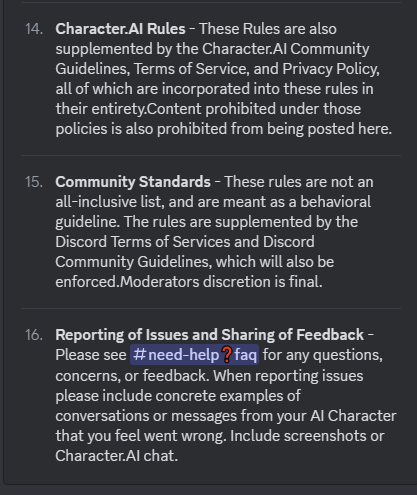 14. Character.AI Rules - These Rules are also
supplemented by the Character.AI Community
Guidelines, Terms of Service, and Privacy Policy,
all of which are incorporated into these rules in
their entirety.Content prohibited under those
policies is also prohibited from being posted here.
15. Community Standards - These rules are not an
all-inclusive list, and are meant as a behavioral
guideline. The rules are supplemented by the
Discord Terms of Services and Discord
Community Guidelines, which will also be
enforced.Moderators discretion is final.
16. Reporting of Issues and Sharing of Feedback -
Please see #need-help❓faq for any questions,
concerns, or feedback. When reporting issues
please include concrete examples of
conversations or messages from your AI Character
that you feel went wrong. Include screenshots or
Character.AI chat.